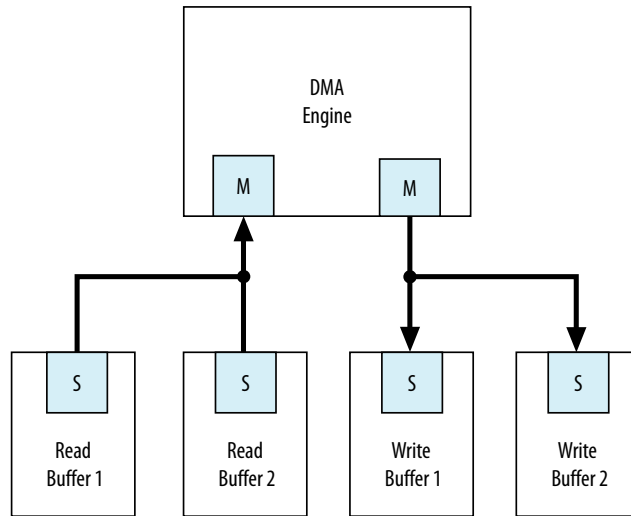 DMA
Engine
M
M
S
S
S
S
Read
Buffer 1
Read
Buffer 2
Write
Buffer 1
Write
Buffer 2